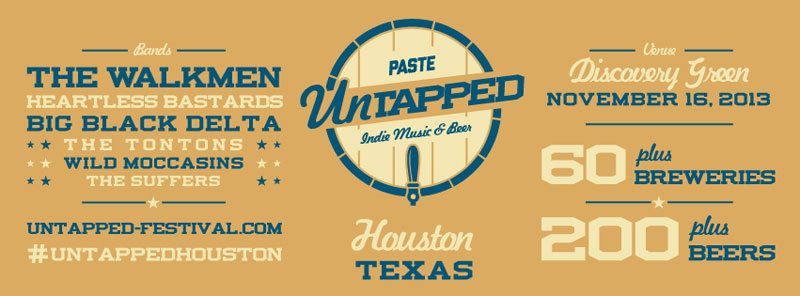 Bands
THE WALKMEN
HEARTLESS BASTARDS
BIG BLACK DELTA
THE TONTONS
WILD MOCCASINS
THE SUFFERS
UNTAPPED-FESTIVAL.COM
#UNTAPPEDHOUSTON
PASTE
UNTAPPED
Indie Music & Beer
Houston
TEXAS
Venue
Discovery Green
NOVEMBER 16, 2013
60 plus
BREWERIES
200 plus
BEERS